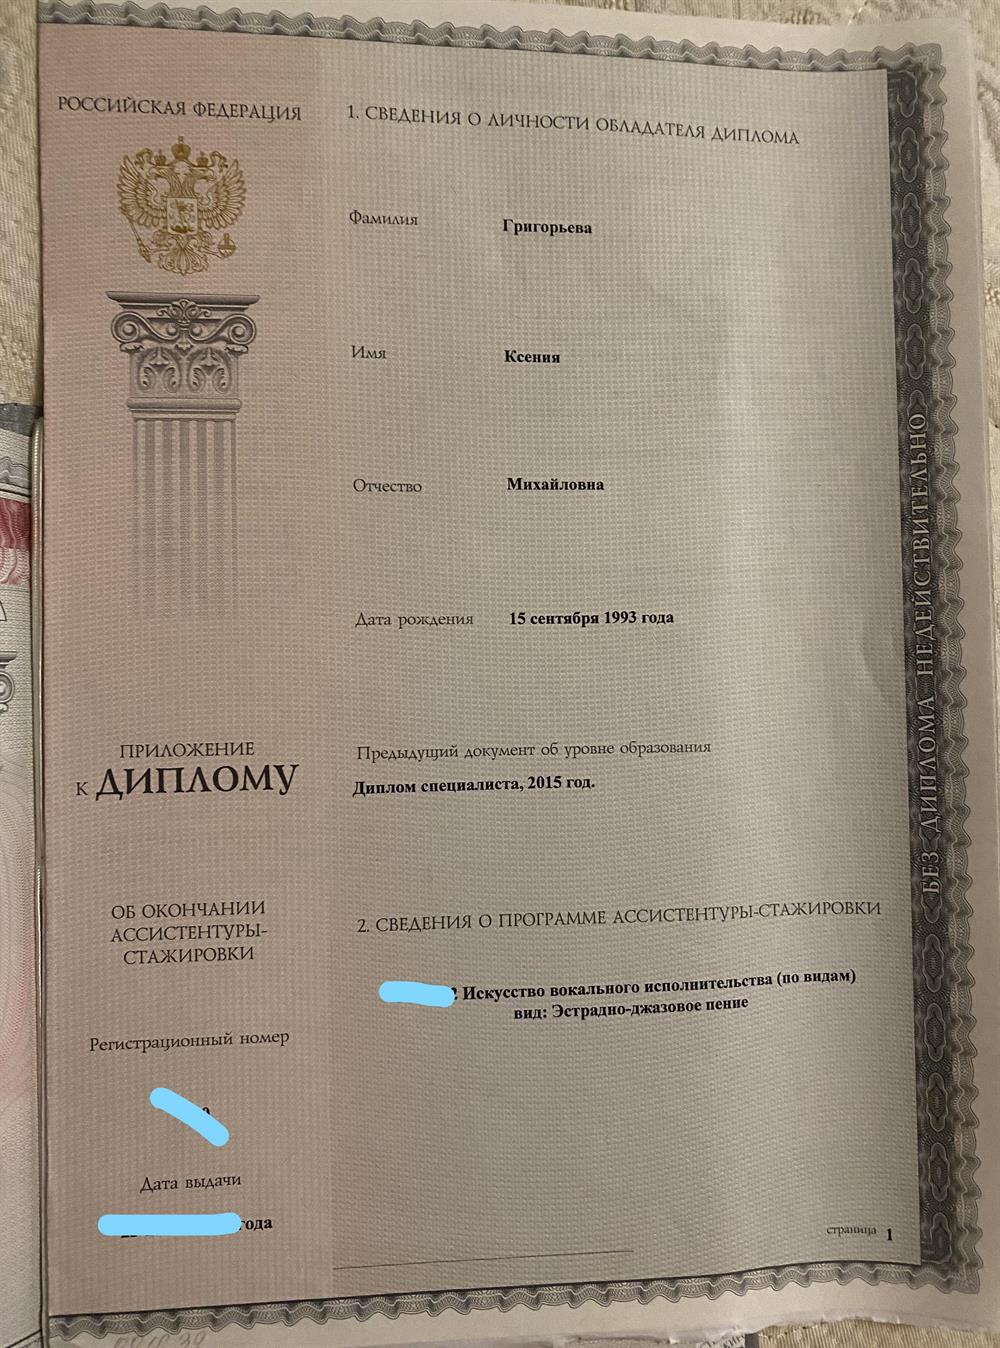 РОССИЙСКАЯ ФЕДЕРАЦИЯ
ПРИЛОЖЕНИЕ
К ДИПЛОМУ
ОБ ОКОНЧАНИИ
АССИСТЕНТУРЫ-
СТАЖИРОВКИ
Регистрационный номер
Дата выдачи
года
1. СВЕДЕНИЯ О ЛИЧНОСТИ ОБЛАДАТЕЛЯ ДИПЛОМА
Фамилия Григорьева
Имя Ксения
Отчество Михайловна
Дата рождения 15 сентября 1993 года
Предыдущий документ об уровне образования
Диплом специалиста, 2015 год.
2. СВЕДЕНИЯ О ПРОГРАММЕ АССИСТЕНТУРЫ-СТАЖИРОВКИ
Искусство вокального исполнительства (по видам)
вид: Эстрадно-джазовое пение
страница 1
БЕЗ ДИПЛОМА НЕДЕЙСТВИТЕЛЬНО